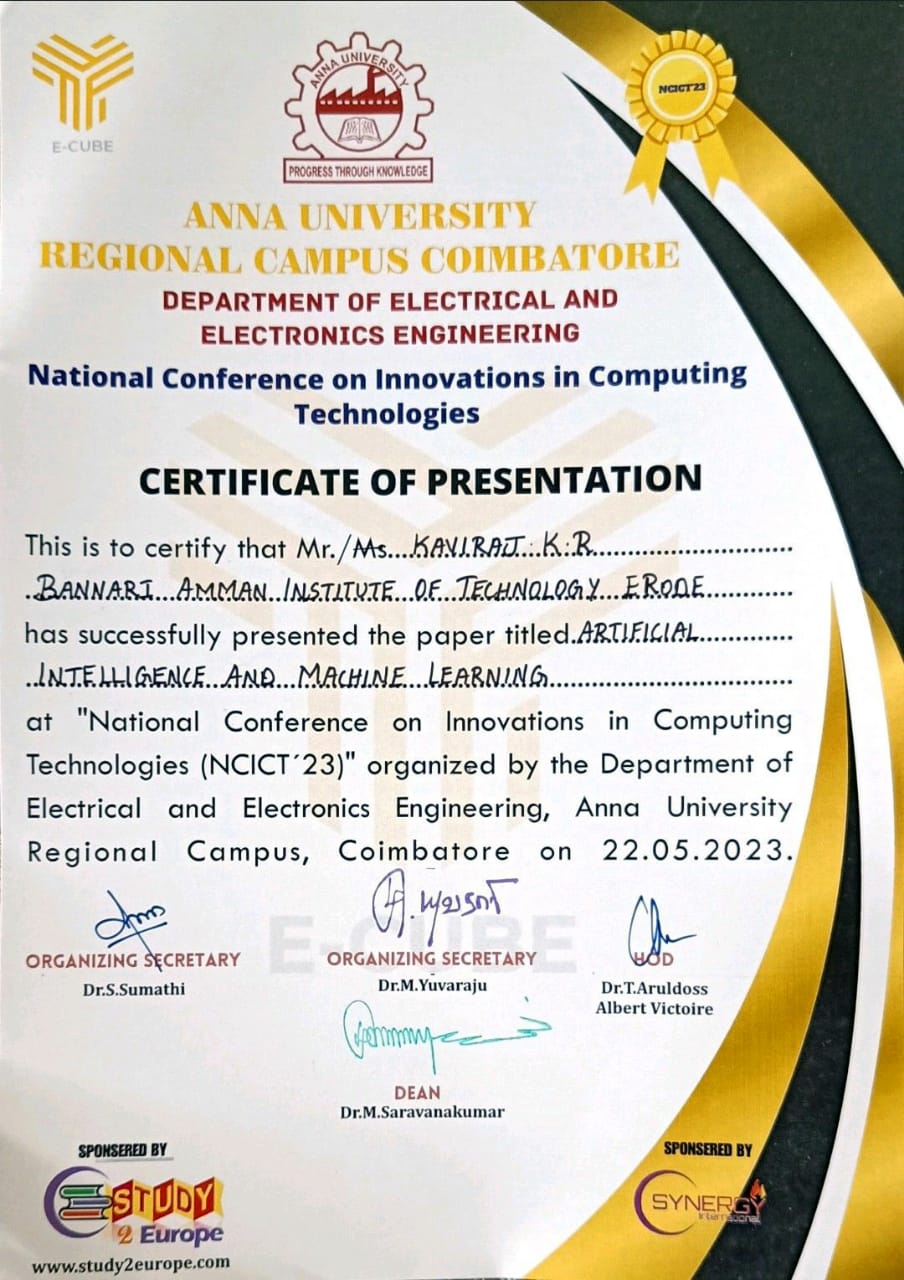 E-CUBE
ANNA UNIVERSITY
PROGRESS THROUGH KNOWLEDGE
NCICT'23
ANNA UNIVERSITY
REGIONAL CAMPUS COIMBATORE
DEPARTMENT OF ELECTRICAL AND
ELECTRONICS ENGINEERING
National Conference on Innovations in Computing
Technologies
CERTIFICATE OF PRESENTATION
This is to certify that Mr./Ms...KAVIRAJ.K.R
BANNARI AMMAN INSTITUTE OF TECHNOLOGY ERODE
has successfully presented the paper titled ARTIFICIAL
INTELLIGENCE AND MACHINE LEARNING
at "National Conference on Innovations in Computing
Technologies (NCICT´23)" organized by the Department of
Electrical and Electronics Engineering, Anna University
Regional Campus, Coimbatore on 22.05.2023.
E-CUBE
ORGANIZING SECRETARY
Dr.S.Sumathi
ORGANIZING SECRETARY
Dr.M.Yuvaraju
HOD
Dr.T.Aruldoss
Albert Victoire
DEAN
Dr.M.Saravanakumar
SPONSERED BY
STUDY
2 Europe
www.study2europe.com
SPONSERED BY
SYNERGY
International